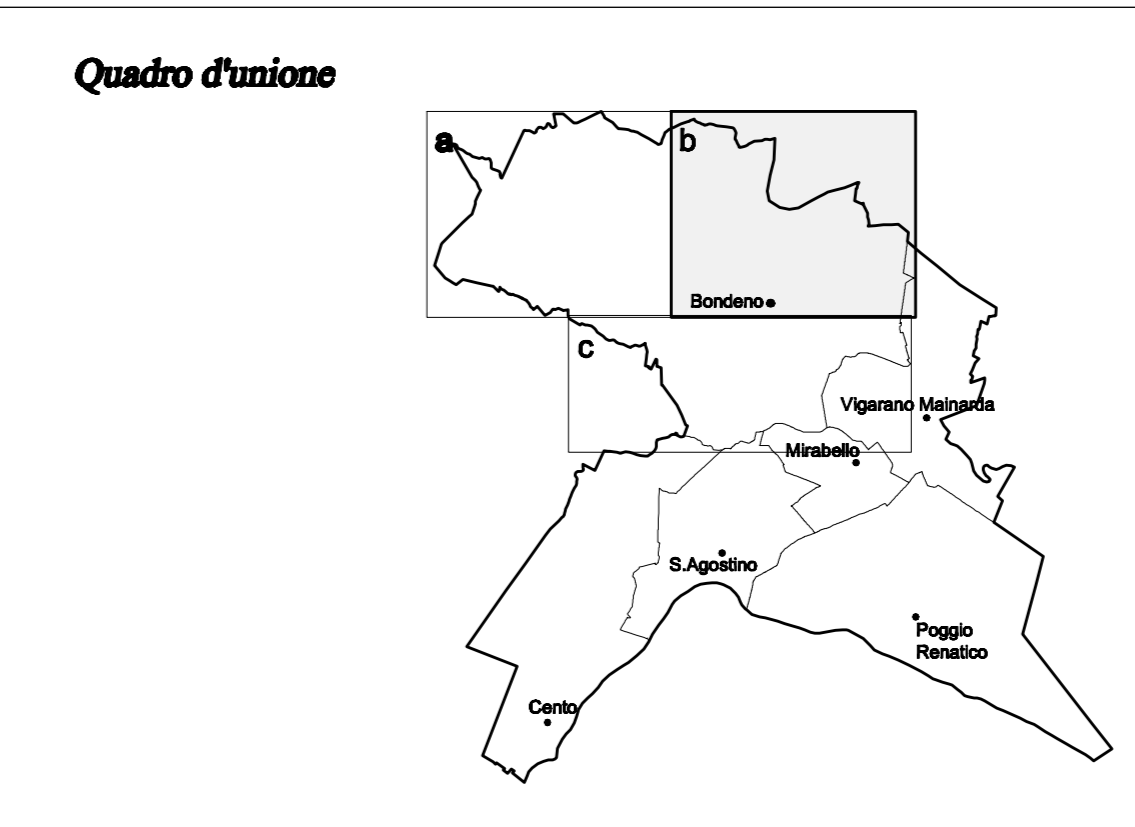 Quadro d'unione
a
b
Bondeno
c
Vigarano Mainarda
Mirabello
S.Agostino
Poggio
Renatico
Cento